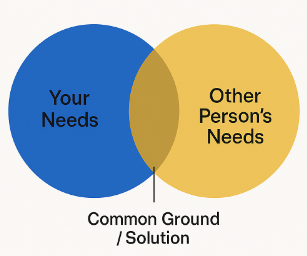 Your
Needs
Other
Person's
Needs
Common Ground
/ Solution